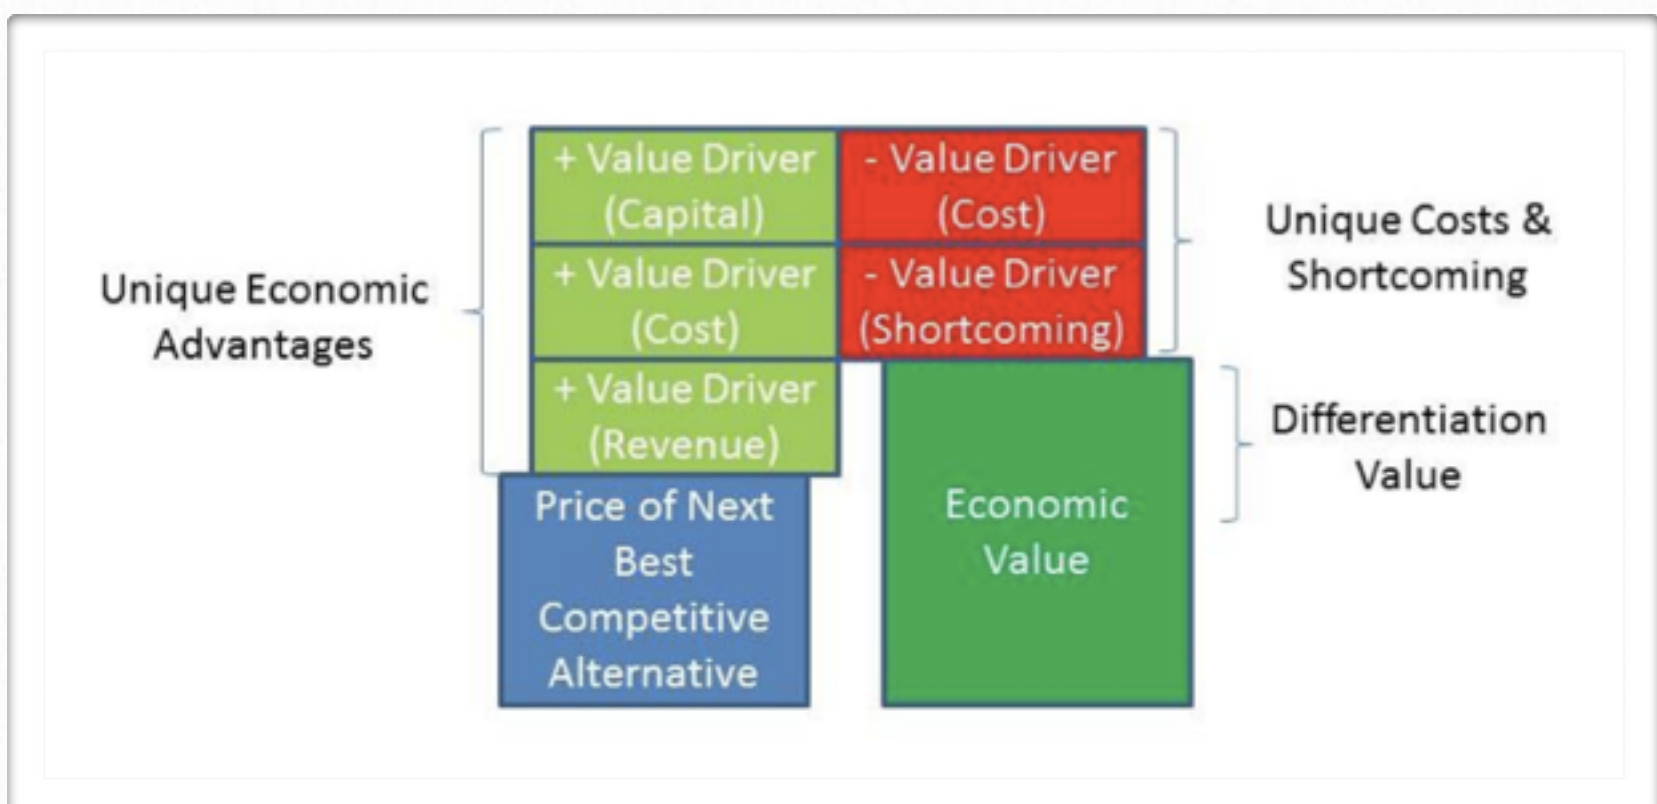 Unique Economic
Advantages
+ Value Driver
(Capital)
+ Value Driver
(Cost)
+ Value Driver
(Revenue)
Price of Next
Best
Competitive
Alternative
- Value Driver
(Cost)
- Value Driver
(Shortcoming)
Economic
Value
Unique Costs &
Shortcoming
Differentiation
Value